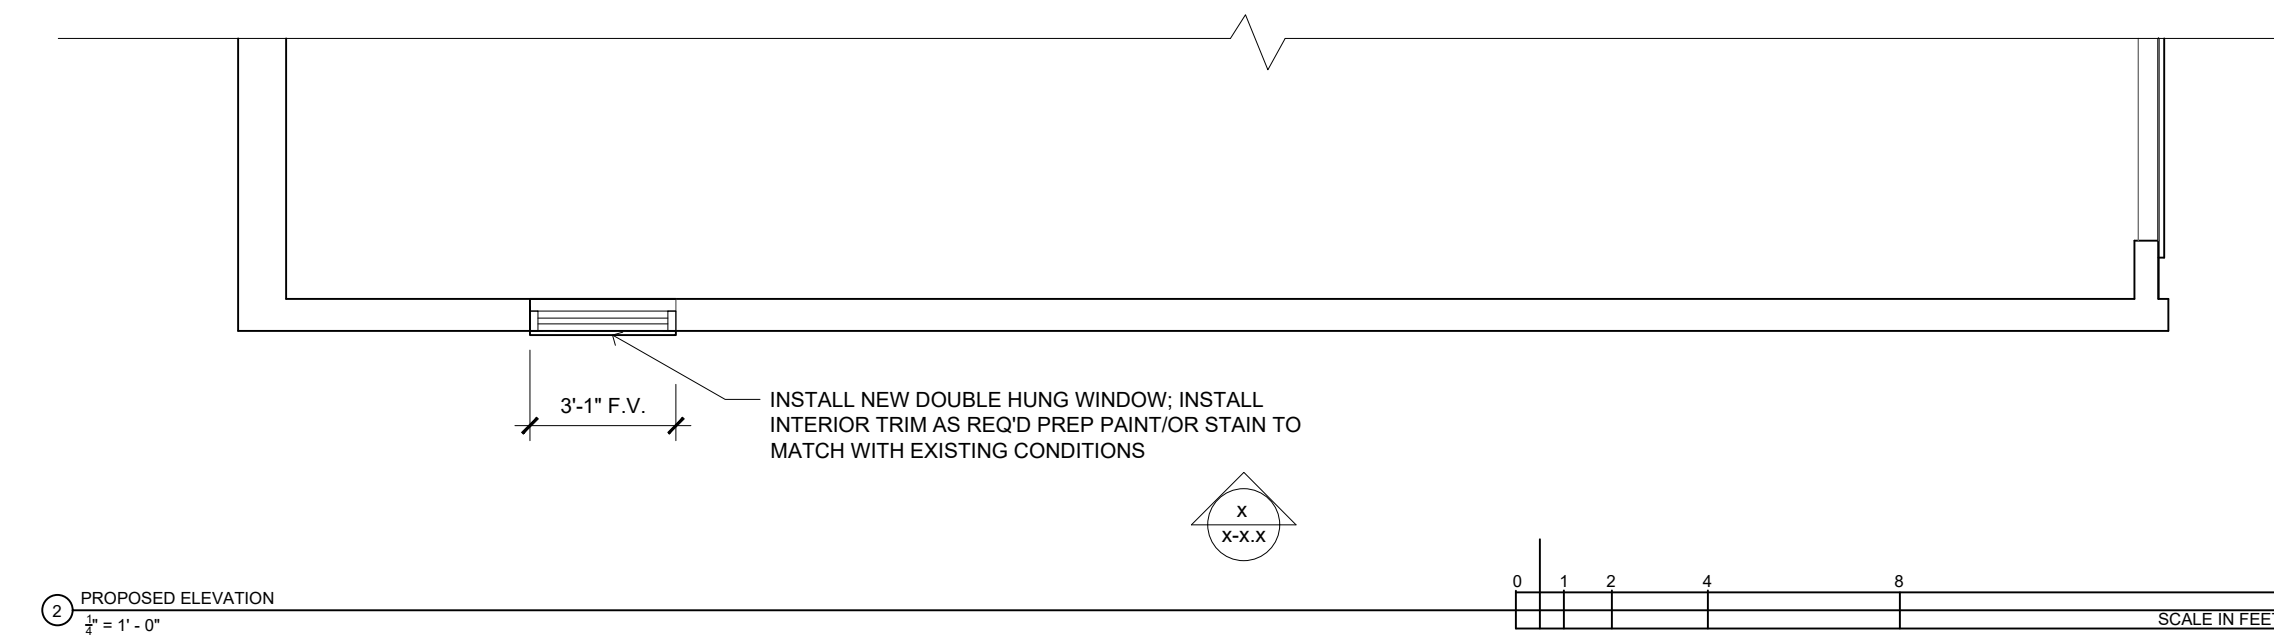 3'-1" F.V.
INSTALL NEW DOUBLE HUNG WINDOW; INSTALL
INTERIOR TRIM AS REQ'D PREP PAINT/OR STAIN TO
MATCH WITH EXISTING CONDITIONS
X
X-X.X
0 1 2 4 8
2 PROPOSED ELEVATION
SCALE IN FEET
1/4" = 1' - 0"